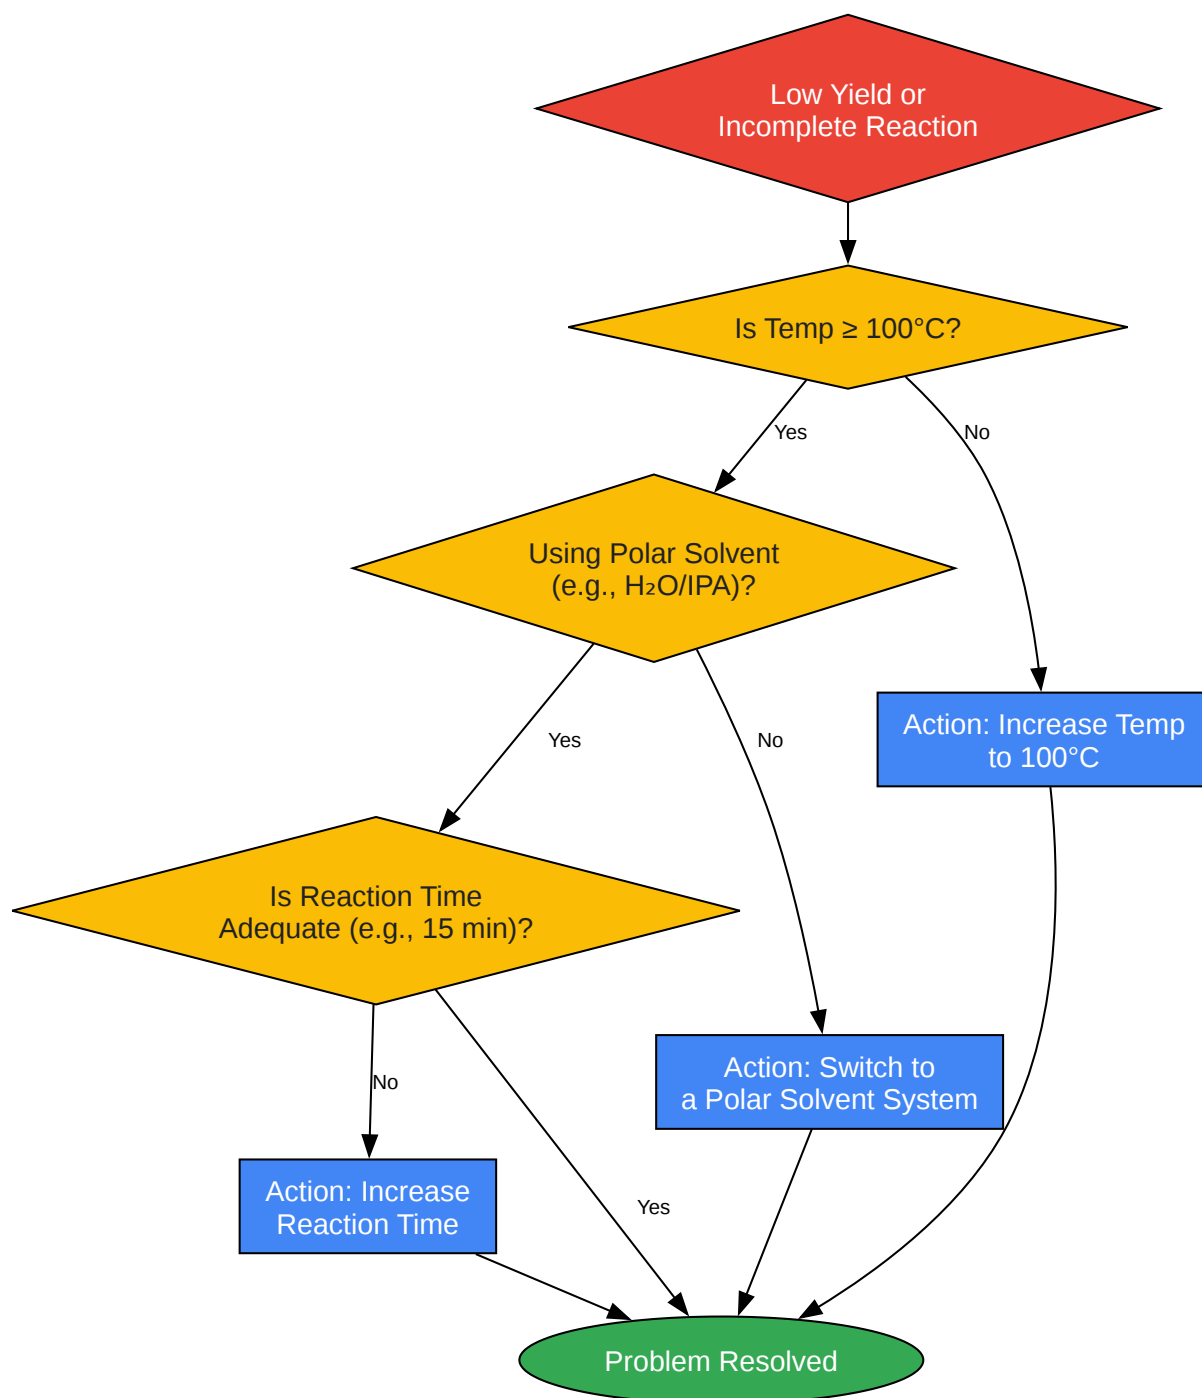 Low Yield or
Incomplete Reaction
Is Temp ≥ 100°C?
Yes
No
Using Polar Solvent
(e.g., H₂O/IPA)?
Action: Increase Temp
to 100°C
Yes
No
Is Reaction Time
Adequate (e.g., 15 min)?
Action: Switch to
a Polar Solvent System
No
Action: Increase
Reaction Time
Yes
Problem Resolved